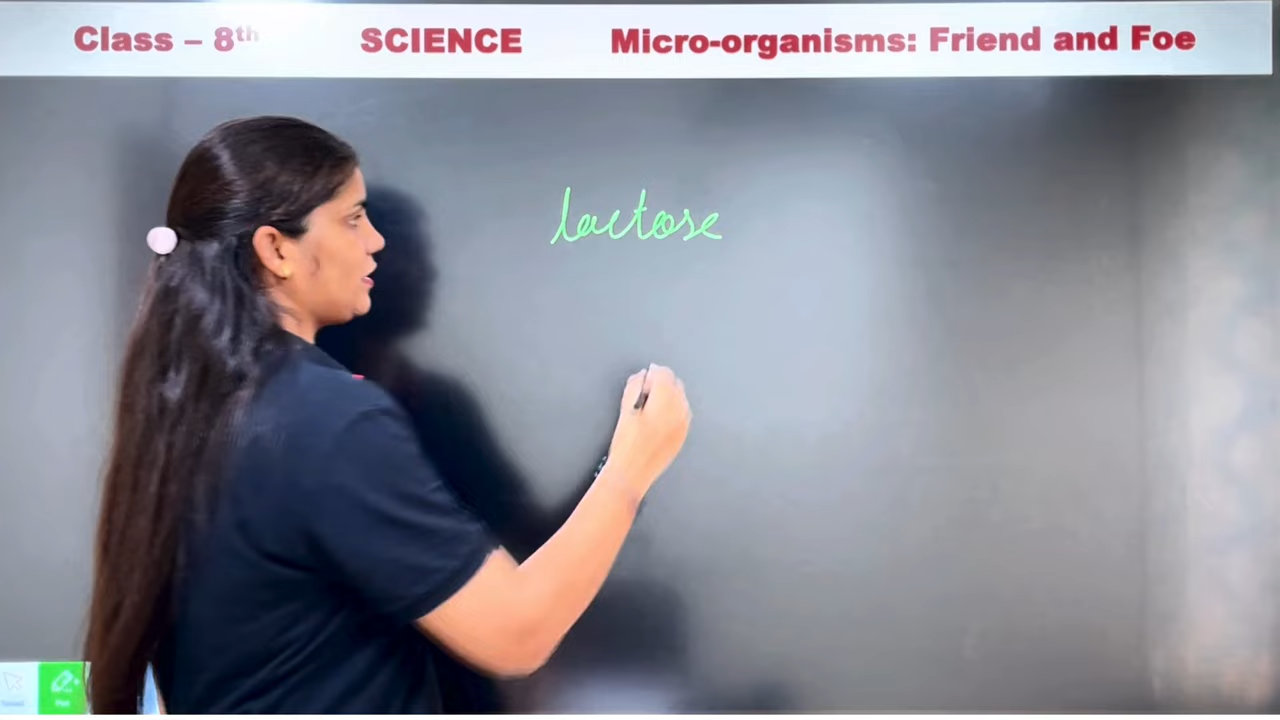 Class – 8th SCIENCE Micro-organisms: Friend and Foe
lactose